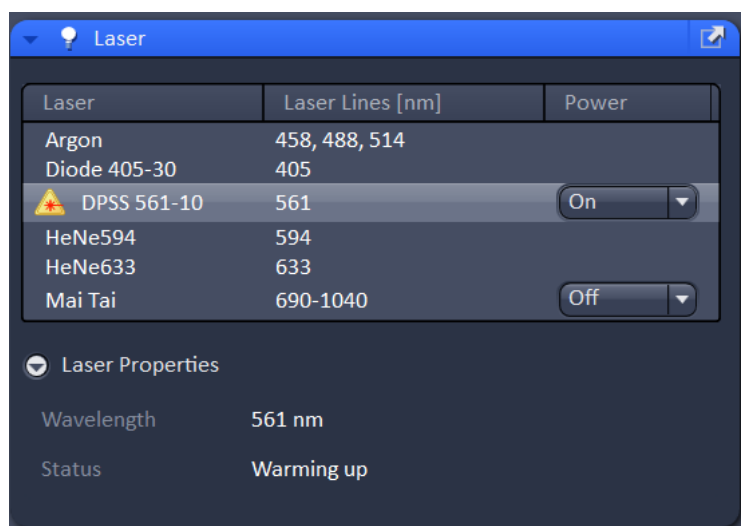 Laser
Laser Laser Lines [nm] Power
Argon 458, 488, 514
Diode 405-30 405
DPSS 561-10 561 On
HeNe594 594
HeNe633 633
Mai Tai 690-1040 Off
Laser Properties
Wavelength 561 nm
Status Warming up